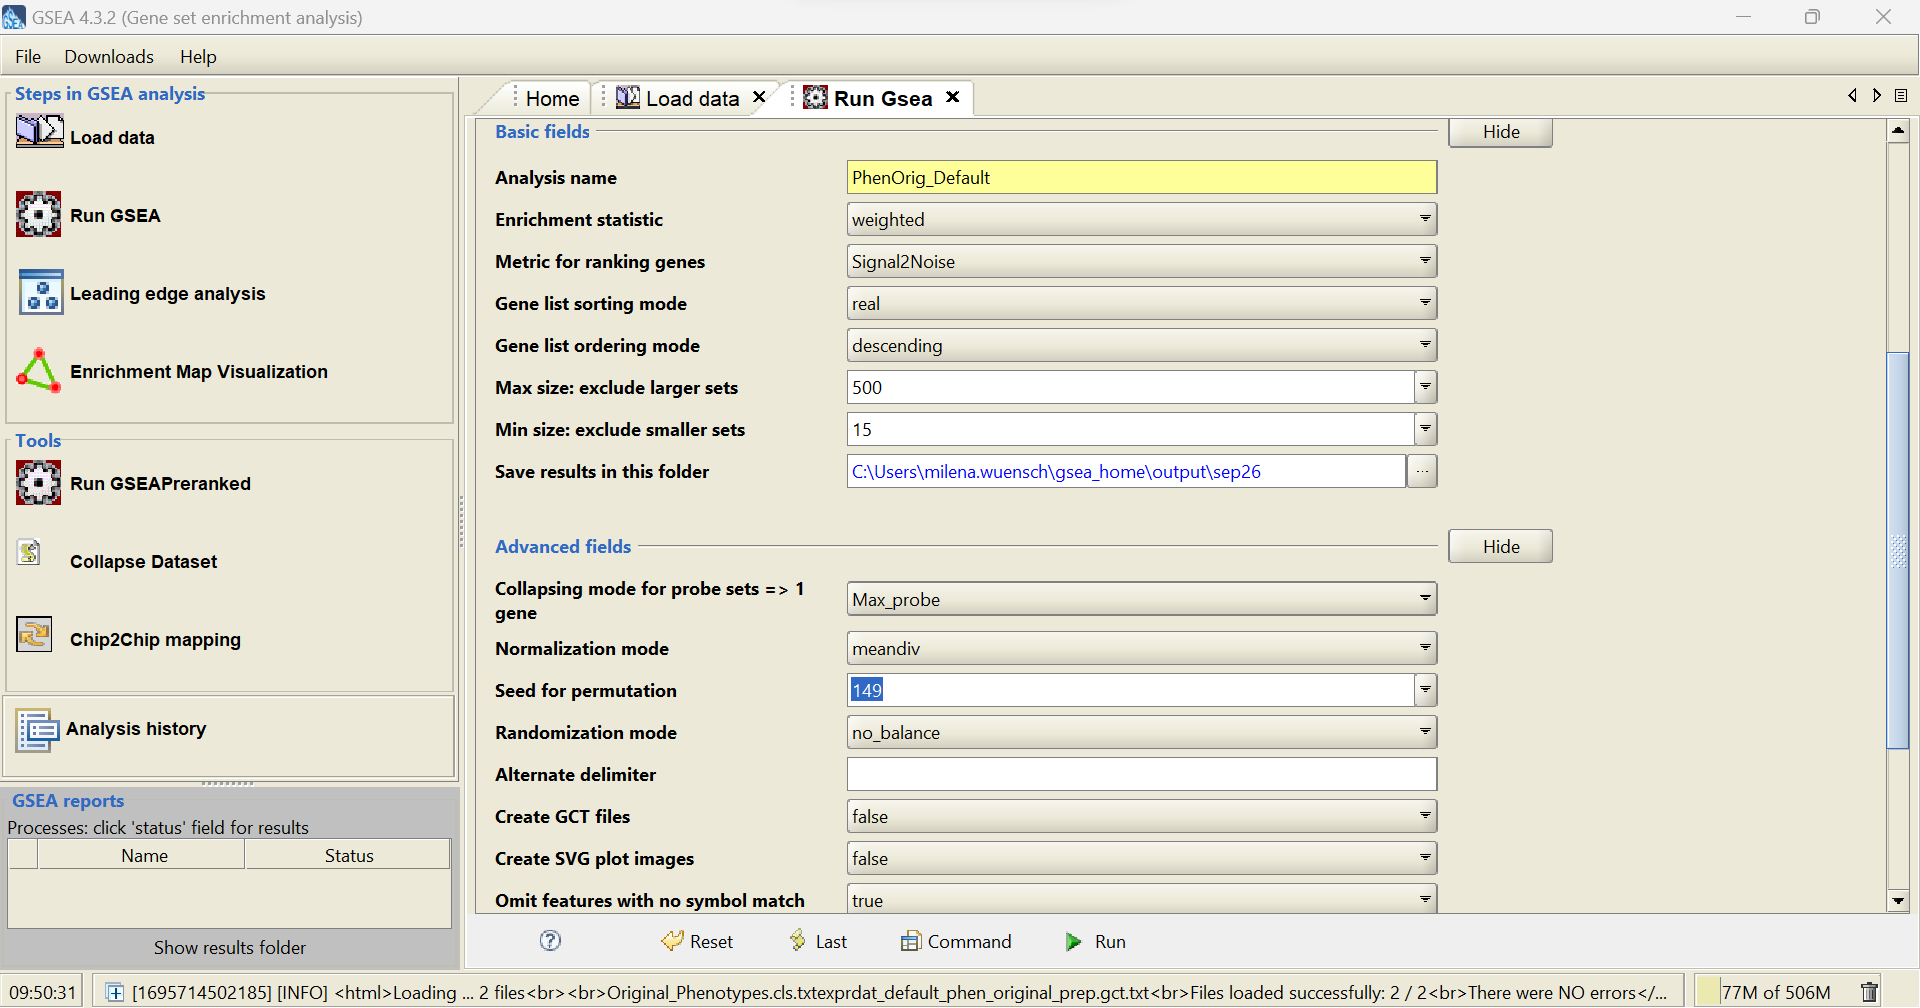 GSEA 4.3.2 (Gene set enrichment analysis)
File Downloads Help
Steps in GSEA analysis
Load data
Run GSEA
Leading edge analysis
Enrichment Map Visualization
Tools
Run GSEAPreranked
Collapse Dataset
Chip2Chip mapping
Analysis history
GSEA reports
Processes: click 'status' field for results
Name Status
Show results folder
Home Load data Run Gsea
Basic fields Hide
Analysis name PhenOrig_Default
Enrichment statistic weighted
Metric for ranking genes Signal2Noise
Gene list sorting mode real
Gene list ordering mode descending
Max size: exclude larger sets 500
Min size: exclude smaller sets 15
Save results in this folder C:\Users\milena.wuensch\gsea_home\output\sep26 ...
Advanced fields Hide
Collapsing mode for probe sets => 1
gene Max_probe
Normalization mode meandiv
Seed for permutation 149
Randomization mode no_balance
Alternate delimiter
Create GCT files false
Create SVG plot images false
Omit features with no symbol match true
? Reset Last Command Run
09:50:31 [1695714502185] [INFO] <html>Loading ... 2 files<br><br>Original_Phenotypes.cls.txtexprdat_default_phen_original_prep.gct.txt<br>Files loaded successfully: 2 / 2<br>There were NO errors</... 77M of 506M